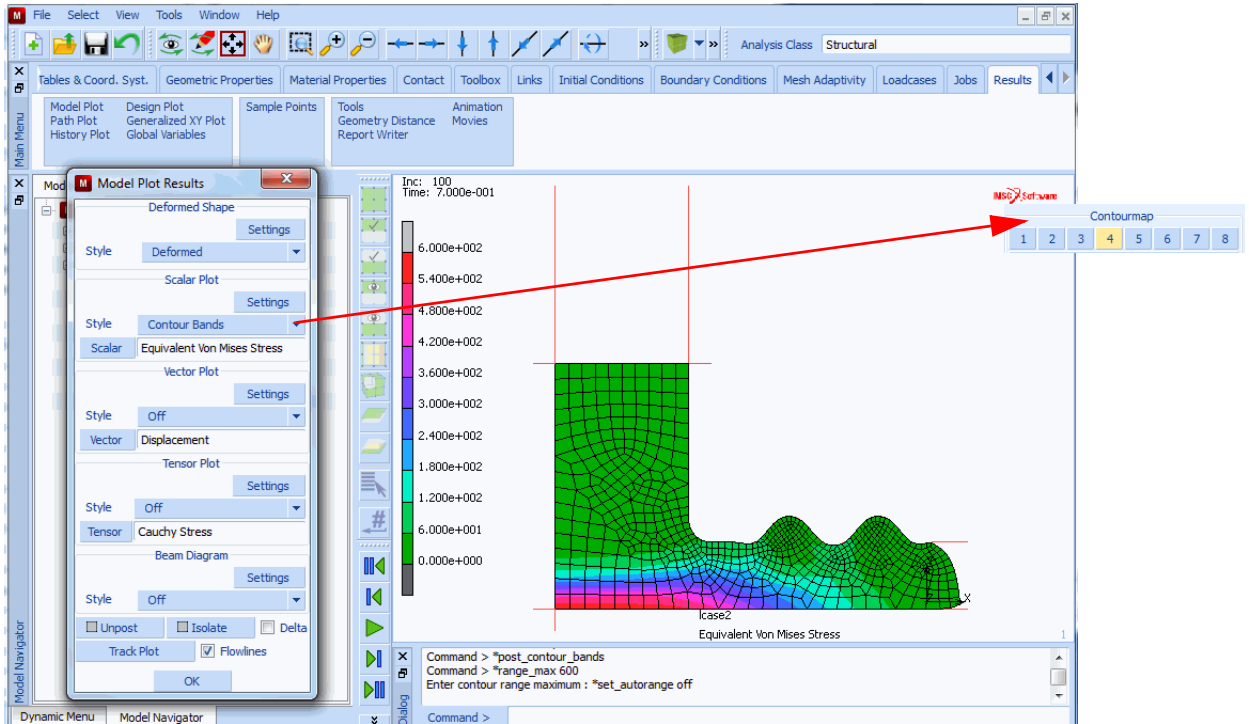 File Select View Tools Window Help
Analysis Class Structural
Tables & Coord. Syst. Geometric Properties Material Properties Contact Toolbox Links Initial Conditions Boundary Conditions Mesh Adaptivity Loadcases Jobs Results
Main Menu
Model Plot Design Plot Sample Points Tools Animation
Path Plot Generalized XY Plot Geometry Distance Movies
History Plot Global Variables Report Writer
Mod
M Model Plot Results
Deformed Shape
Settings
Style Deformed
Scalar Plot
Settings
Style Contour Bands
Scalar Equivalent Von Mises Stress
Vector Plot
Settings
Style Off
Vector Displacement
Tensor Plot
Settings
Style Off
Tensor Cauchy Stress
Beam Diagram
Settings
Style Off
Unpost Isolate Delta
Track Plot Flowlines
OK
Model Navigator
Dynamic Menu Model Navigator
Inc: 100
Time: 7.000e-001
MSC Software
6.000e+002
5.400e+002
4.800e+002
4.200e+002
3.600e+002
3.000e+002
2.400e+002
1.800e+002
1.200e+002
6.000e+001
0.000e+000
X
lcase2
Equivalent Von Mises Stress
1
Contourmap
1 2 3 4 5 6 7 8
Dialog
Command > *post_contour_bands
Command > *range_max 600
Enter contour range maximum : *set_autorange off
Command >